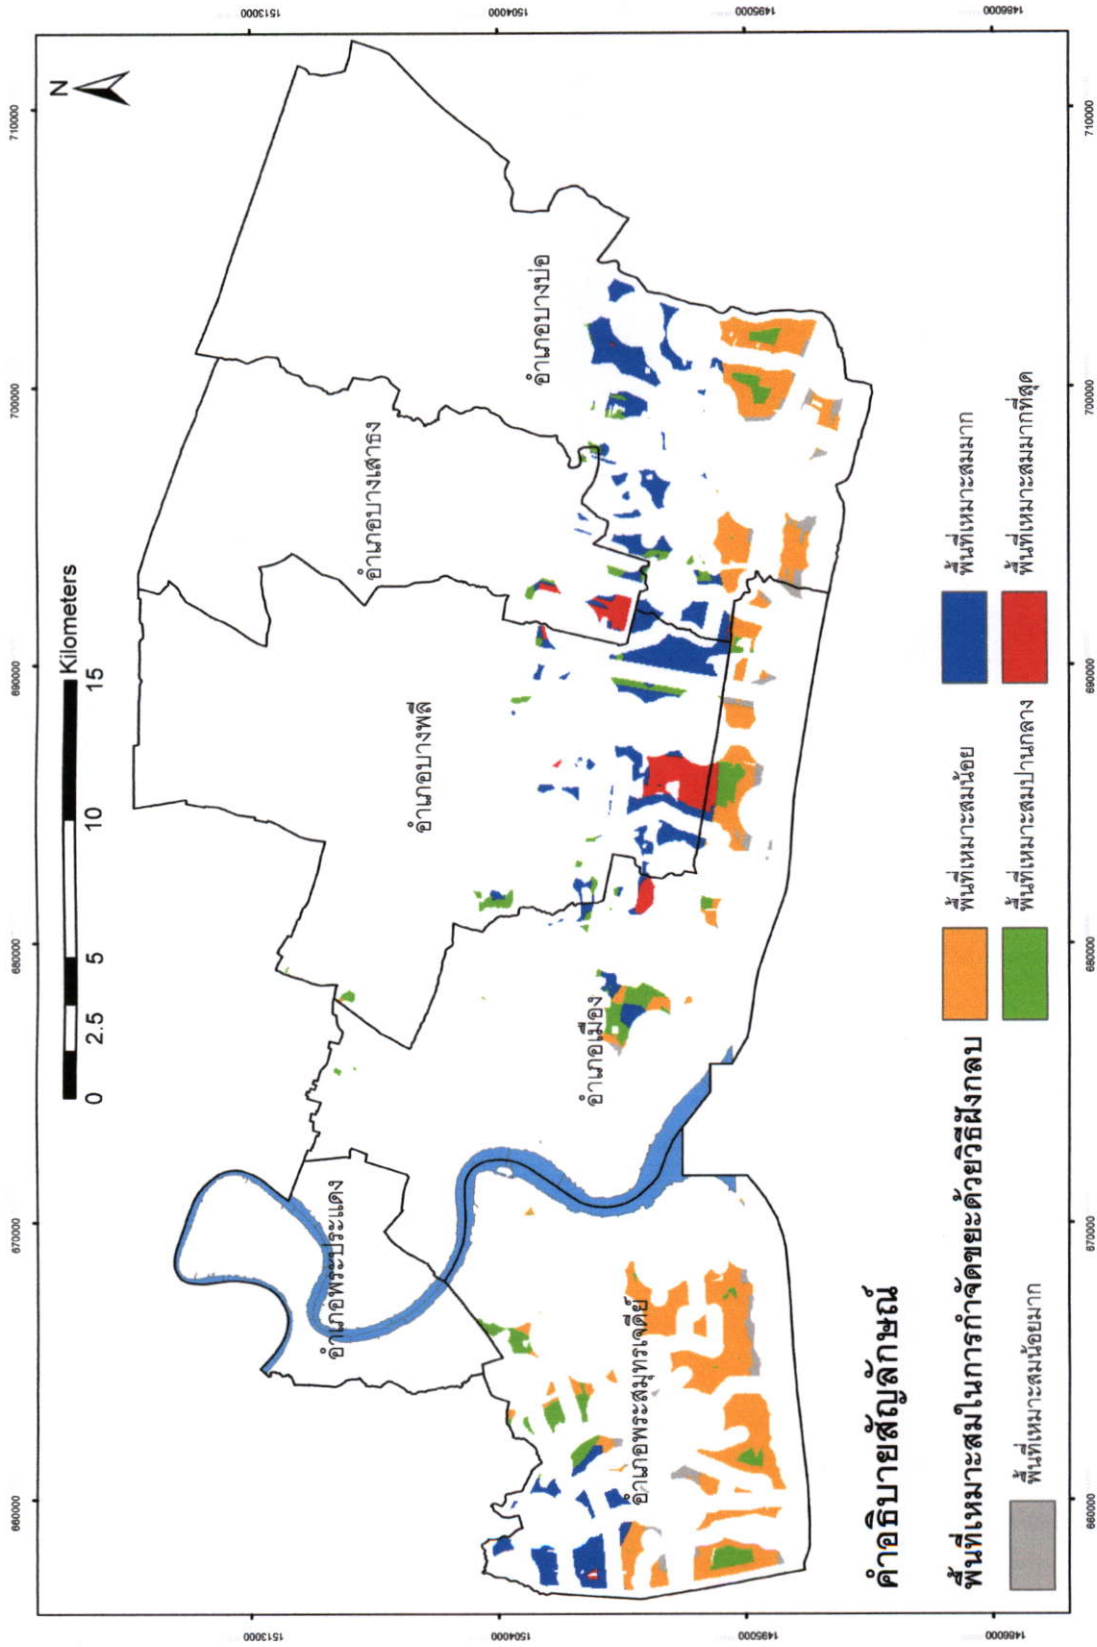 660000 670000 680000 690000 700000 710000
1513000
1504000
1495000
1486000
1513000
1504000
1495000
1486000
N
0 2.5 5 10 15
Kilometers
อำเภอพระประแดง
อำเภอบางพลี
อำเภอบางเสาธง
อำเภอบางบ่อ
อำเภอเมือง
อำเภอพระสมุทรเจดีย์
คำอธิบายสัญลักษณ์
พื้นที่เหมาะสมในการกำจัดขยะด้วยวิธีฝังกลบ
พื้นที่เหมาะสมน้อยมาก
พื้นที่เหมาะสมน้อย
พื้นที่เหมาะสมปานกลาง
พื้นที่เหมาะสมมาก
พื้นที่เหมาะสมมากที่สุด
660000 670000 680000 690000 700000 710000